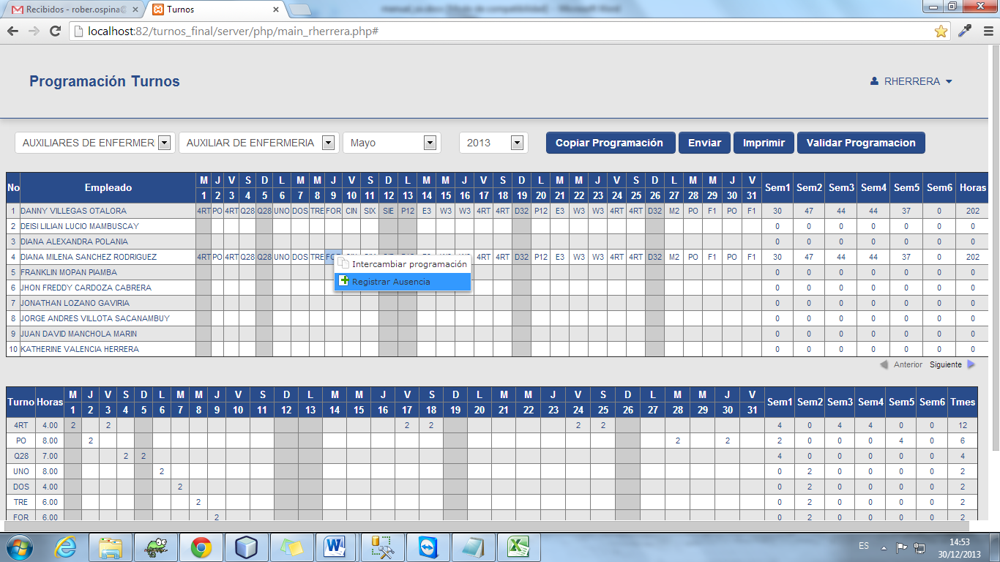 Recibidos - rober.ospina@
Turnos
localhost:82/turnos_final/server/php/main_rherrera.php#
Programación Turnos
RHERRERA
AUXILIARES DE ENFERMER AUXILIAR DE ENFERMERIA Mayo 2013 Copiar Programación Enviar Imprimir Validar Programacion
No Empleado M J V S D L M M J V S D L M M J V S D L M M J V S D L M M J V Sem1 Sem2 Sem3 Sem4 Sem5 Sem6 Horas
1 2 3 4 5 6 7 8 9 10 11 12 13 14 15 16 17 18 19 20 21 22 23 24 25 26 27 28 29 30 31
1 DANNY VILLEGAS OTALORA 4RT PO 4RT Q28 Q28 UNO DOS TRE FOR CIN SIX SIE P12 E3 W3 W3 4RT 4RT D32 P12 E3 W3 W3 4RT 4RT D32 M2 PO F1 PO F1 30 47 44 44 37 0 202
2 DEISI LILIAN LUCIO MAMBUSCAY 0 0 0 0 0 0 0
3 DIANA ALEXANDRA POLANIA 0 0 0 0 0 0 0
4 DIANA MILENA SANCHEZ RODRIGUEZ 4RT PO 4RT Q28 Q28 UNO DOS TRE 4RT 4RT D32 P12 E3 W3 W3 4RT 4RT D32 M2 PO F1 PO F1 30 47 44 44 37 0 202
Intercambiar programación
5 FRANKLIN MOPAN PIAMBA 0 0 0 0 0 0 0
Registrar Ausencia
6 JHON FREDDY CARDOZA CABRERA 0 0 0 0 0 0 0
7 JONATHAN LOZANO GAVIRIA 0 0 0 0 0 0 0
8 JORGE ANDRES VILLOTA SACANAMBUY 0 0 0 0 0 0 0
9 JUAN DAVID MANCHOLA MARIN 0 0 0 0 0 0 0
10 KATHERINE VALENCIA HERRERA 0 0 0 0 0 0 0
Anterior Siguiente
Turno Horas M J V S D L M M J V S D L M M J V S D L M M J V S D L M M J V Sem1 Sem2 Sem3 Sem4 Sem5 Sem6 Tmes
1 2 3 4 5 6 7 8 9 10 11 12 13 14 15 16 17 18 19 20 21 22 23 24 25 26 27 28 29 30 31
4RT 4.00 2 2 2 2 2 2 4 0 4 4 0 0 12
PO 8.00 2 2 2 2 0 0 0 4 0 6
Q28 7.00 2 2 4 0 0 0 0 0 4
UNO 8.00 2 0 2 0 0 0 0 2
DOS 4.00 2 0 2 0 0 0 0 2
TRE 6.00 2 0 2 0 0 0 0 2
FOR 6.00 2 0 2 0 0 0 0 2
ES
14:53
30/12/2013